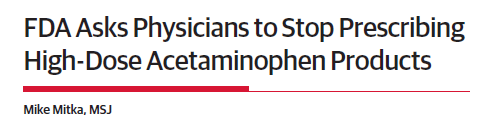 FDA Asks Physicians to Stop Prescribing
High-Dose Acetaminophen Products
Mike Mitka, MSJ